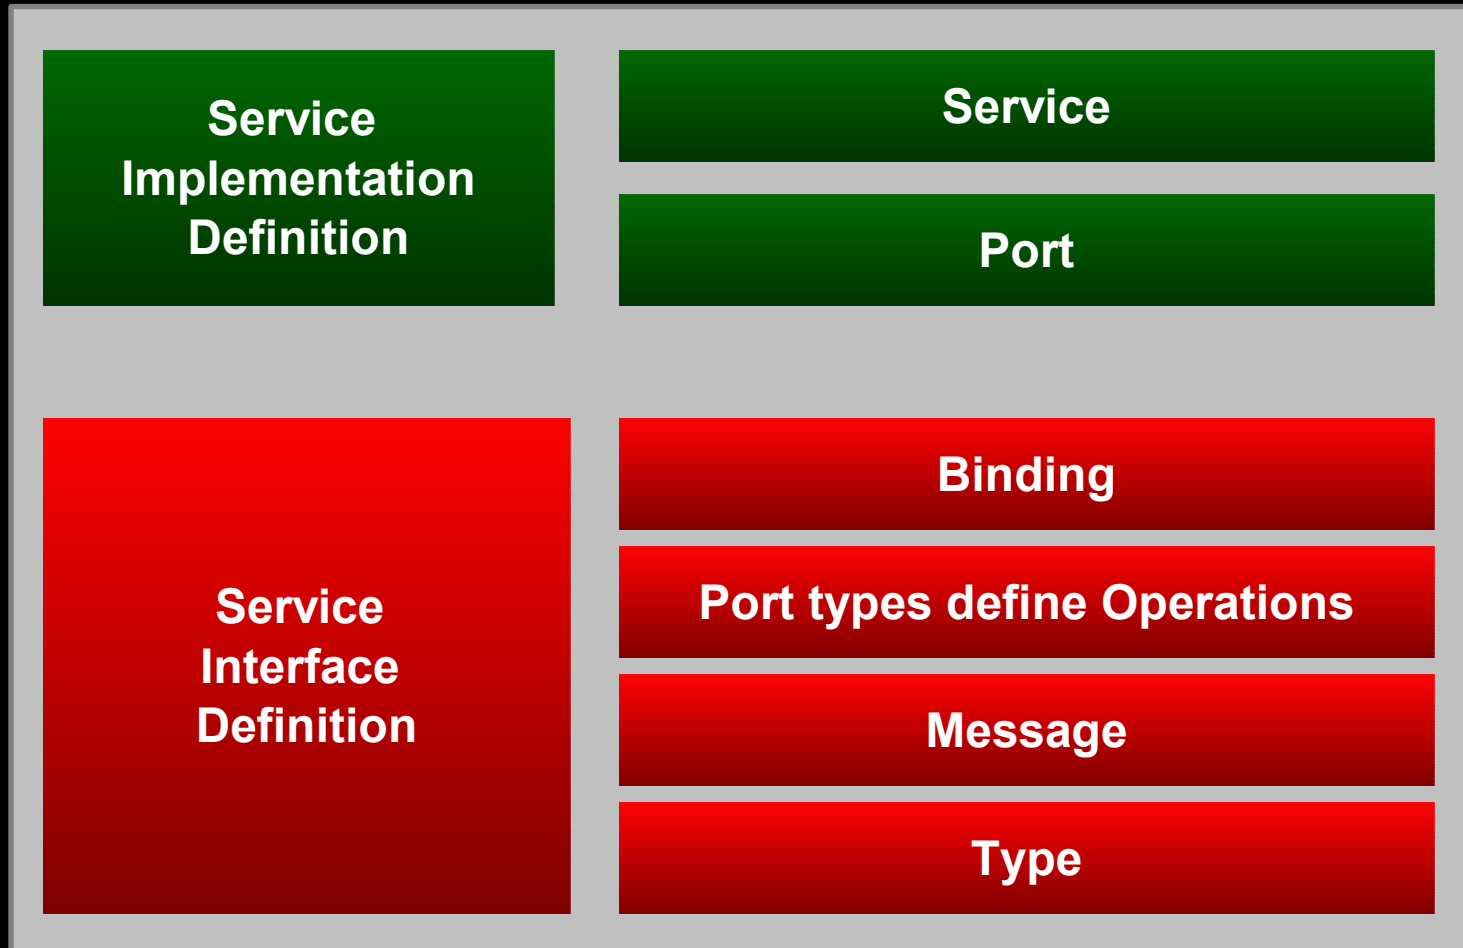 Service
Implementation
Definition
Service
Port
Service
Interface
Definition
Binding
Port types define Operations
Message
Type